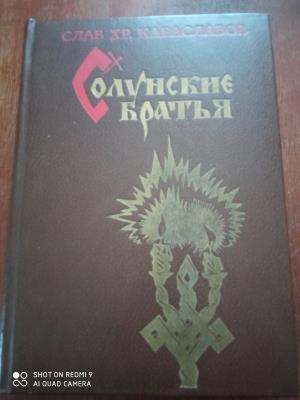 СЛАВ ХР. КАРАСЛАВОВ
Солунские
братья
SHOT ON REDMI 9
AI QUAD CAMERA